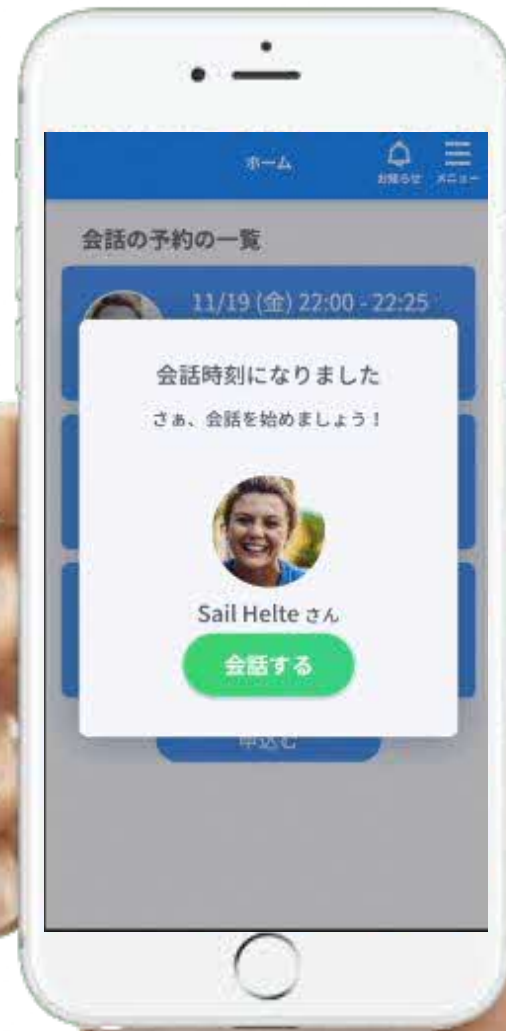 ホーム
お知らせ
メニュー
会話の予約の一覧
11/19 (金) 22:00 - 22:25
会話時刻になりました
さぁ、会話を始めましょう！
Sail Helte さん
会話する
申込む